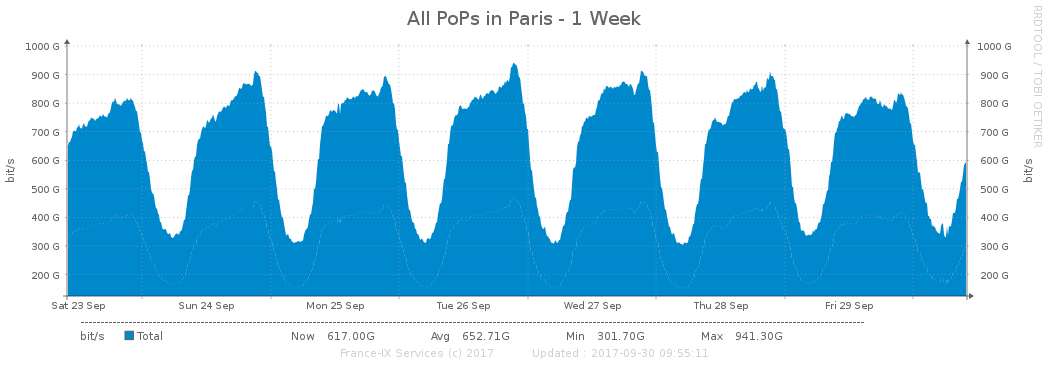 All PoPs in Paris - 1 Week
RRDTOOL / TOBI OETIKER
1000 G 1000 G
900 G 900 G
800 G 800 G
700 G 700 G
600 G 600 G
500 G 500 G
400 G 400 G
300 G 300 G
200 G 200 G
bit/s bit/s
Sat 23 Sep Sun 24 Sep Mon 25 Sep Tue 26 Sep Wed 27 Sep Thu 28 Sep Fri 29 Sep
bit/s Total Now 617.00G Avg 652.71G Min 301.70G Max 941.30G
France-IX Services (c) 2017 Updated : 2017-09-30 09:55:11